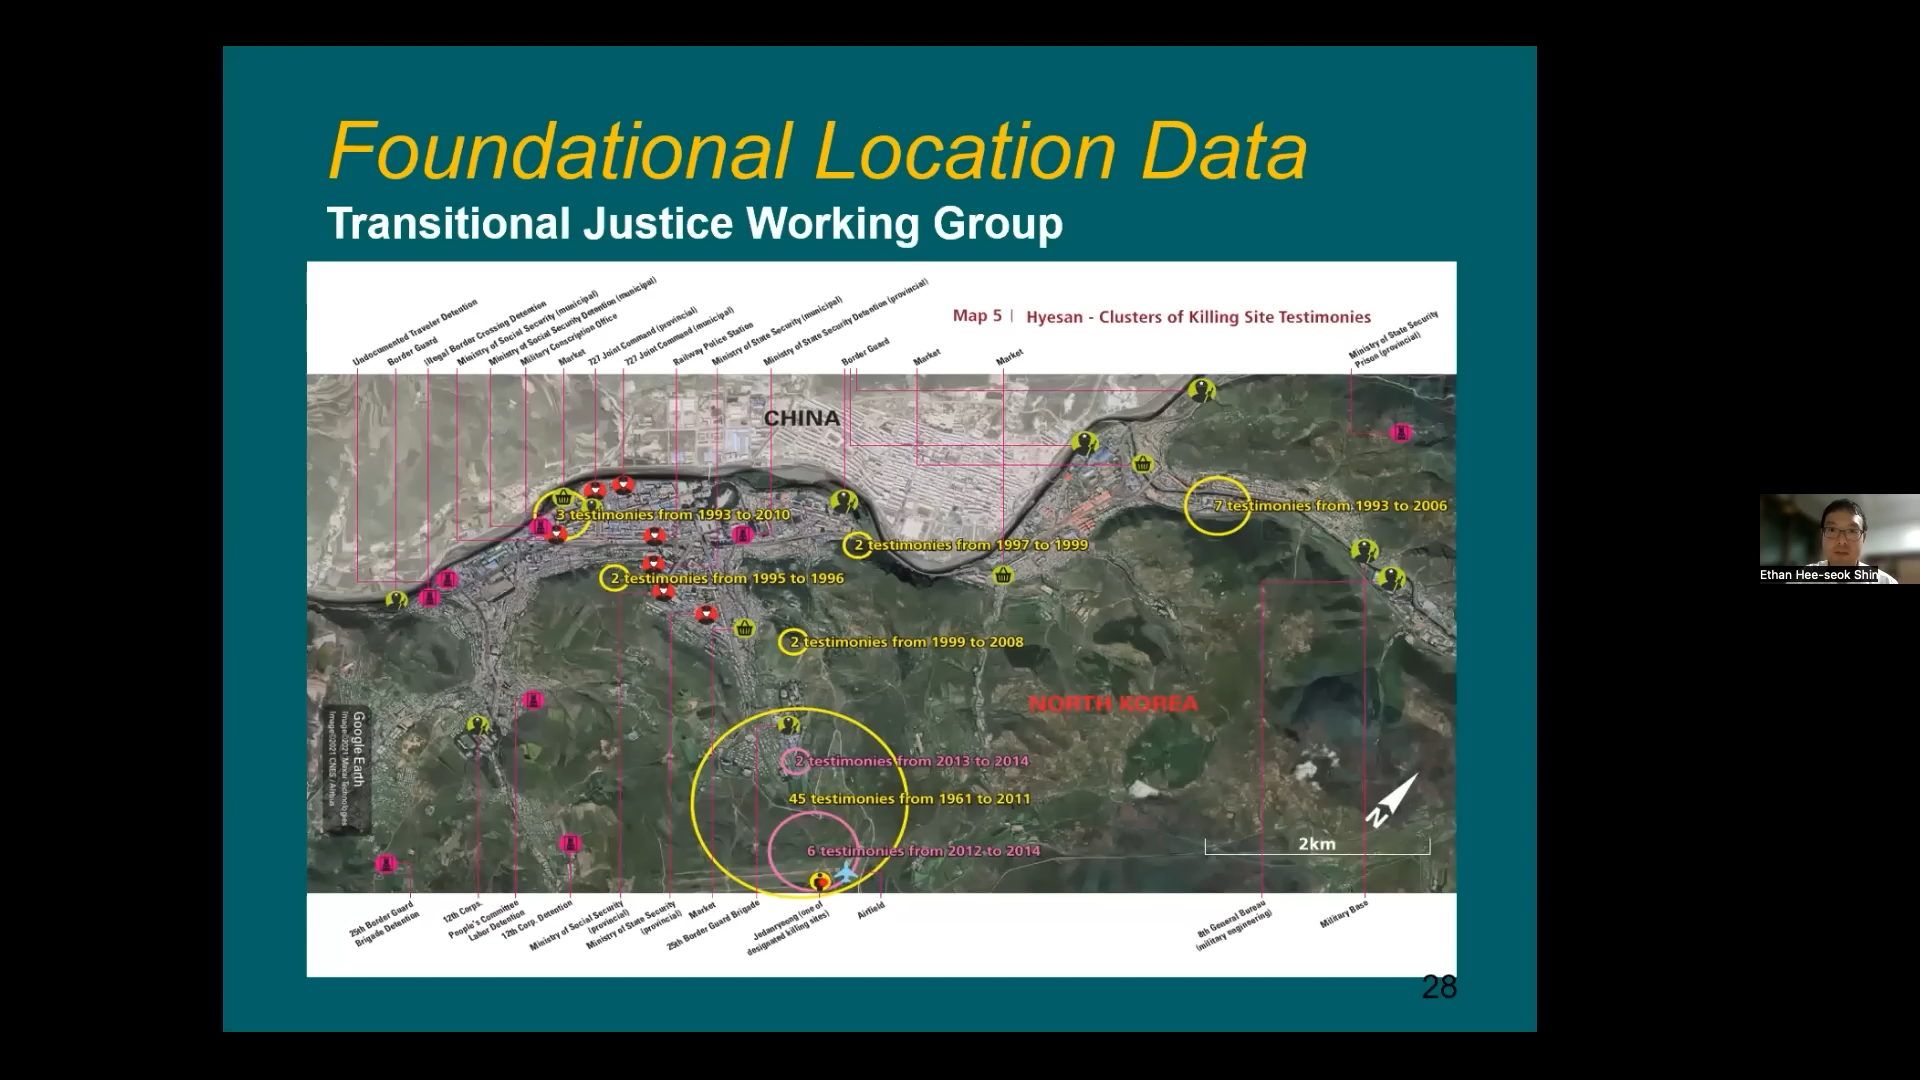 Foundational Location Data
Transitional Justice Working Group
Map 5 | Hyesan - Clusters of Killing Site Testimonies
Undocumented Traveler Detention
Border Guard
Illegal Border Crossing Detention
Ministry of Social Security (municipal)
Ministry of Social Security Detention (municipal)
Military Conscription Office
Market
727 Joint Command (provincial)
727 Joint Command (municipal)
Railway Police Station
Ministry of State Security (municipal)
Ministry of State Security Detention (provincial)
Border Guard
Market
Market
Ministry of State Security
Prison (provincial)
CHINA
3 testimonies from 1993 to 2010
7 testimonies from 1993 to 2006
2 testimonies from 1997 to 1999
2 testimonies from 1995 to 1996
2 testimonies from 1999 to 2008
NORTH KOREA
2 testimonies from 2013 to 2014
45 testimonies from 1961 to 2011
6 testimonies from 2012 to 2014
Google Earth
Image©2021 Maxar Technologies
Image©2021 CNES / Airbus
N
2km
25th Border Guard
Brigade Detention
12th Corps.
People's Committee
Labor Detention
12th Corp. Detention
Ministry of Social Security
(provincial)
Ministry of State Security
(provincial)
Market
25th Border Guard Brigade
Jedanryeong (one of
designated killing sites)
Airfield
8th General Bureau
(military engineering)
Military Base
28
Ethan Hee-seok Shin